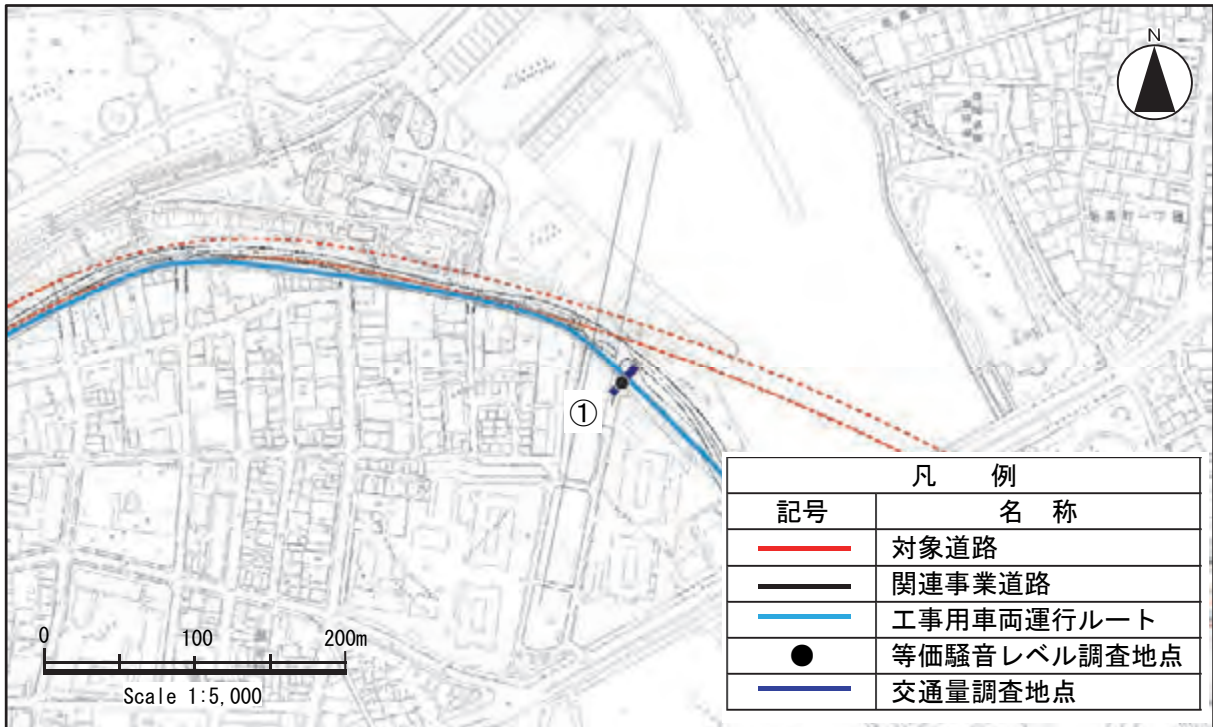 N
①
凡　例
記号　名　称
対象道路
関連事業道路
工事用車両運行ルート
等価騒音レベル調査地点
交通量調査地点
0　100　200m
Scale 1:5,000